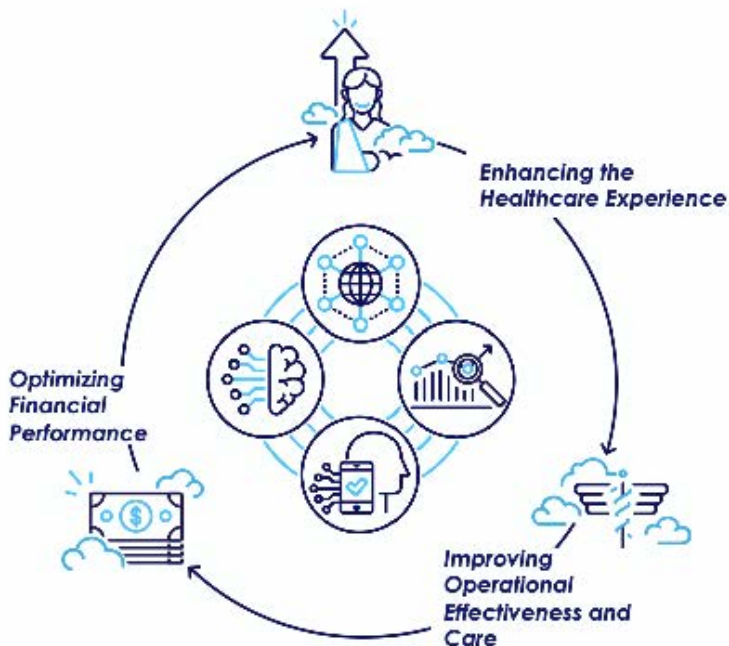 Enhancing the
Healthcare Experience
Optimizing
Financial
Performance
$
Improving
Operational
Effectiveness and
Care